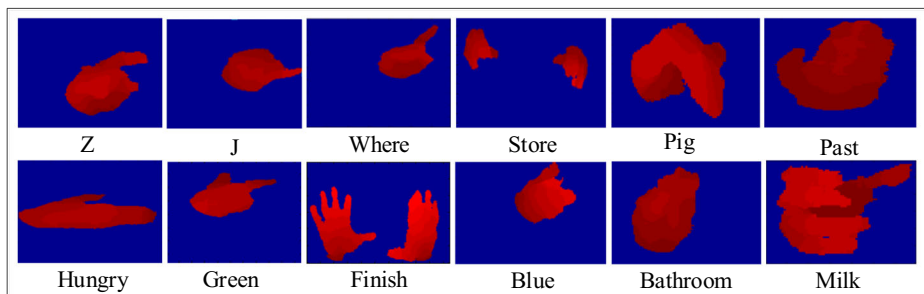 Z J Where Store Pig Past
Hungry Green Finish Blue Bathroom Milk